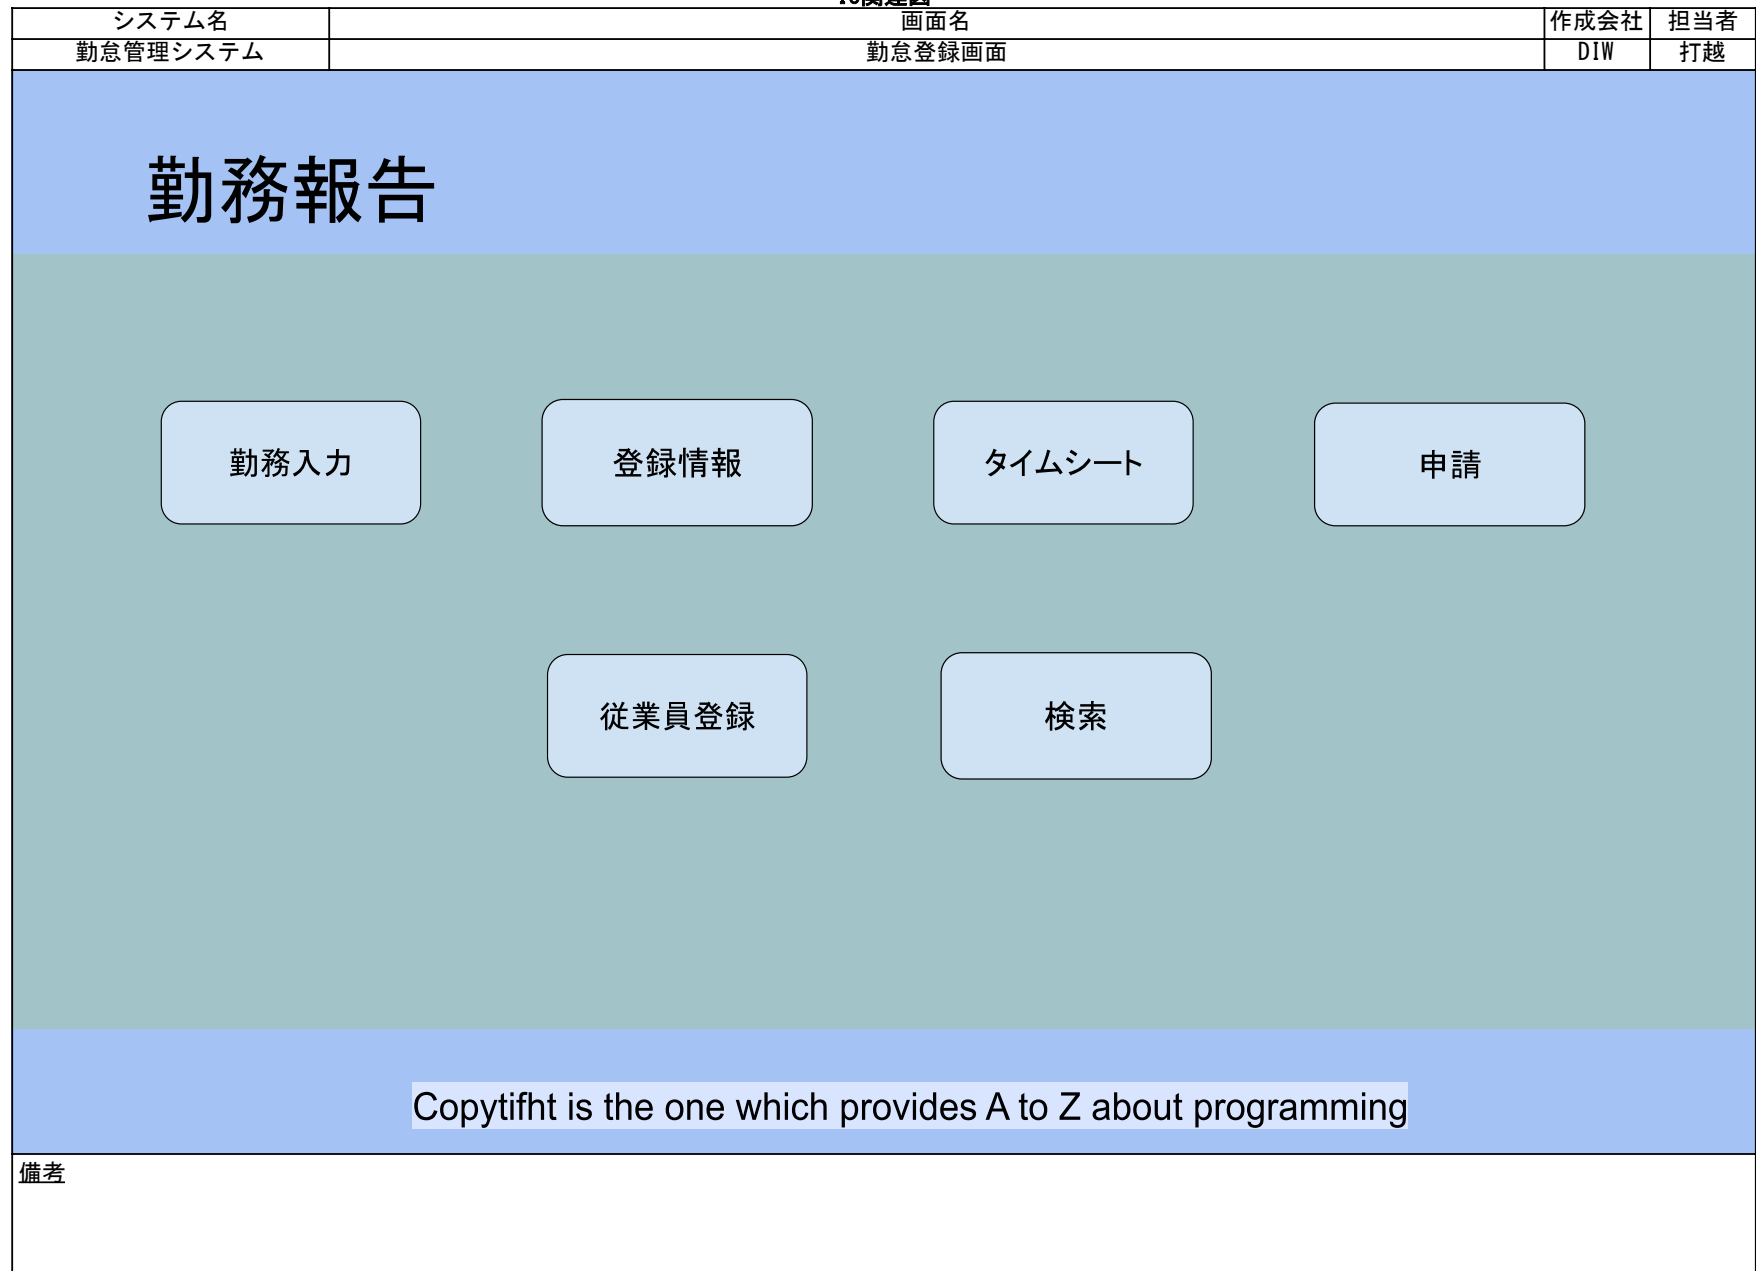 システム名 画面名 作成会社 担当者
勤怠管理システム 勤怠登録画面 DIW 打越
勤務報告
勤務入力 登録情報 タイムシート 申請
従業員登録 検索
Copytifht is the one which provides A to Z about programming
備考